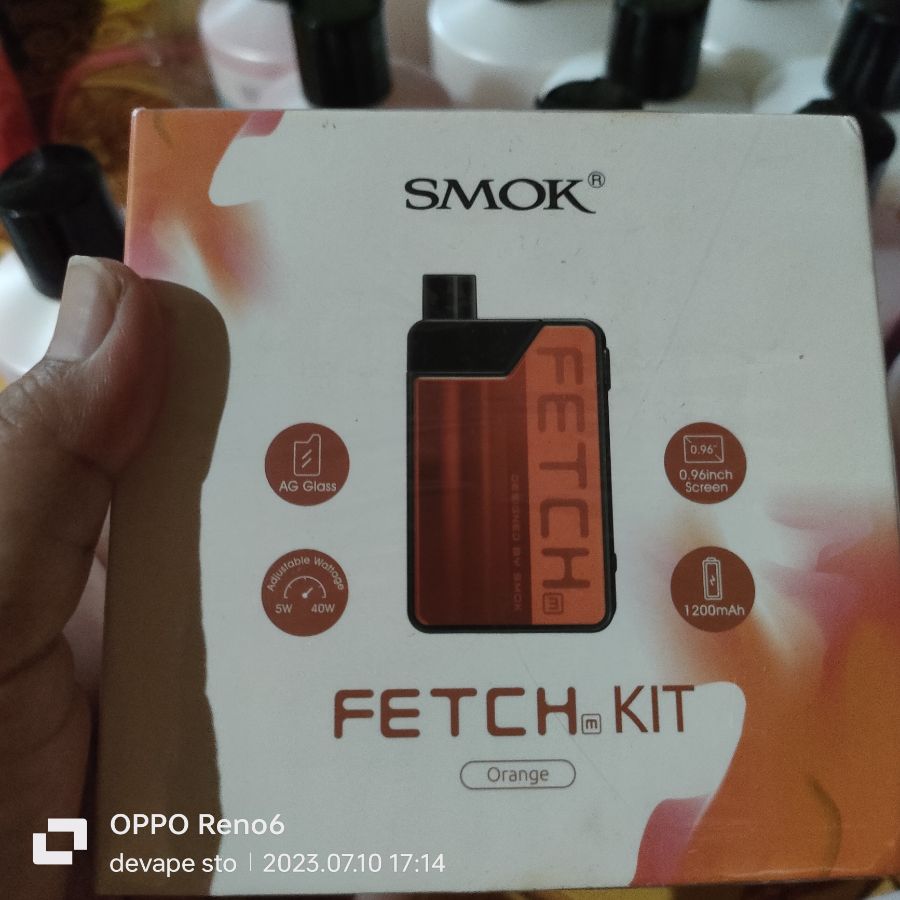 SMOK®
FETCH m
DESIGNED BY SMOK
AG Glass
0.96"
0.96inch
Screen
Adjustable Wattage
5W 40W
1200mAh
FETCH m KIT
Orange
OPPO Reno6
devape sto | 2023.07.10 17:14